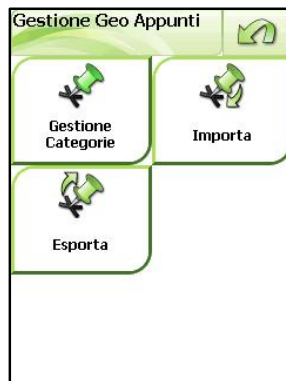 Gestione Geo Appunti
Gestione
Categorie
Importa
Esporta